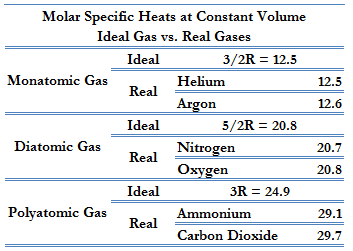 Molar Specific Heats at Constant Volume
Ideal Gas vs. Real Gases
Monatomic Gas
Ideal 3/2R = 12.5
Real
Helium 12.5
Argon 12.6
Diatomic Gas
Ideal 5/2R = 20.8
Real
Nitrogen 20.7
Oxygen 20.8
Polyatomic Gas
Ideal 3R = 24.9
Real
Ammonium 29.1
Carbon Dioxide 29.7